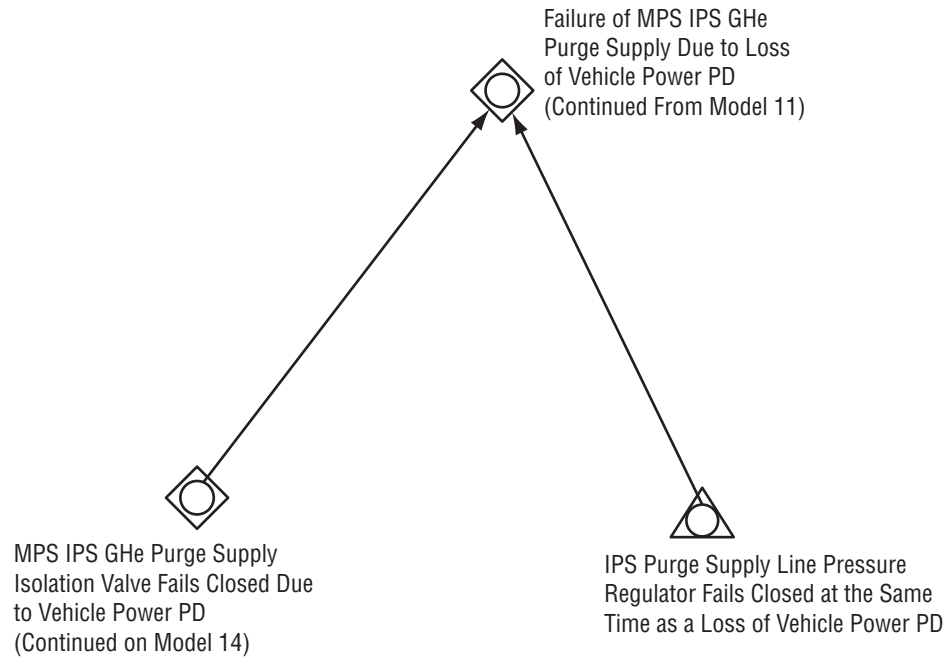 Failure of MPS IPS GHe
Purge Supply Due to Loss
of Vehicle Power PD
(Continued From Model 11)
MPS IPS GHe Purge Supply
Isolation Valve Fails Closed Due
to Vehicle Power PD
(Continued on Model 14)
IPS Purge Supply Line Pressure
Regulator Fails Closed at the Same
Time as a Loss of Vehicle Power PD